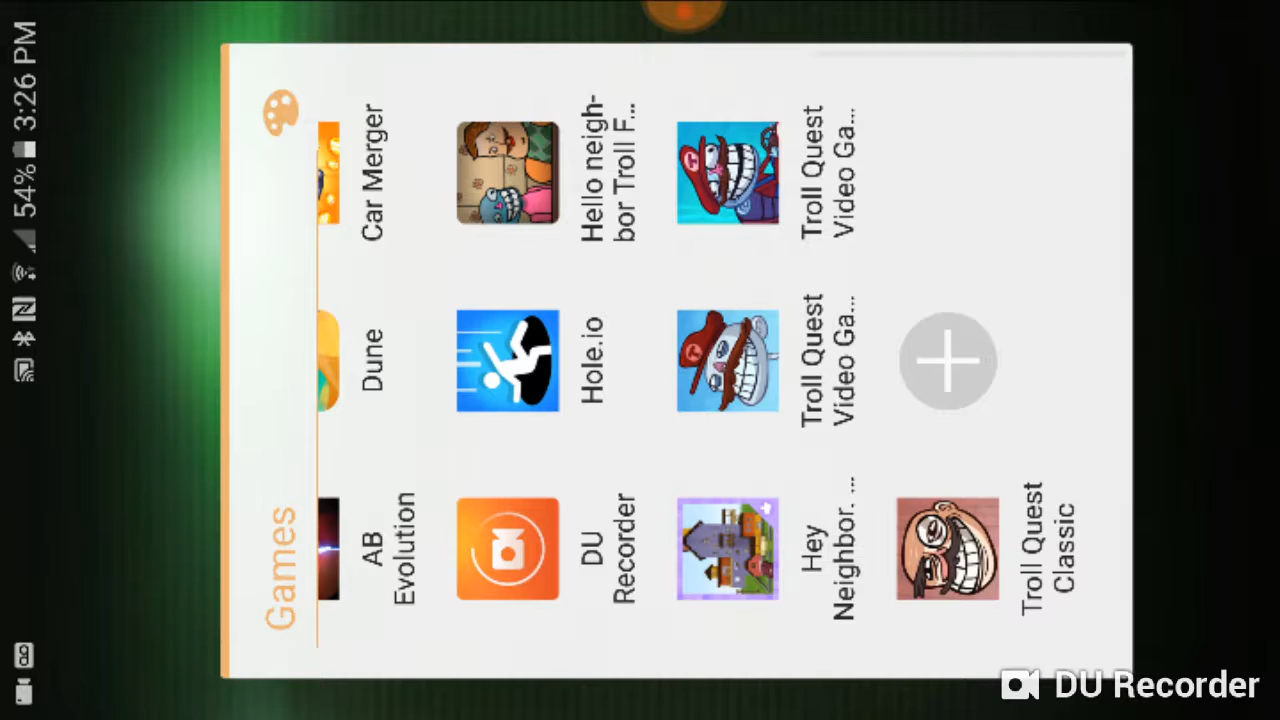 54% 3:26 PM
Games
AB
Evolution
Dune
Car Merger
DU
Recorder
Hole.io
Hello neigh-
bor Troll F...
Hey
Neighbor. ...
Troll Quest
Video Ga...
Troll Quest
Video Ga...
Troll Quest
Classic
DU Recorder